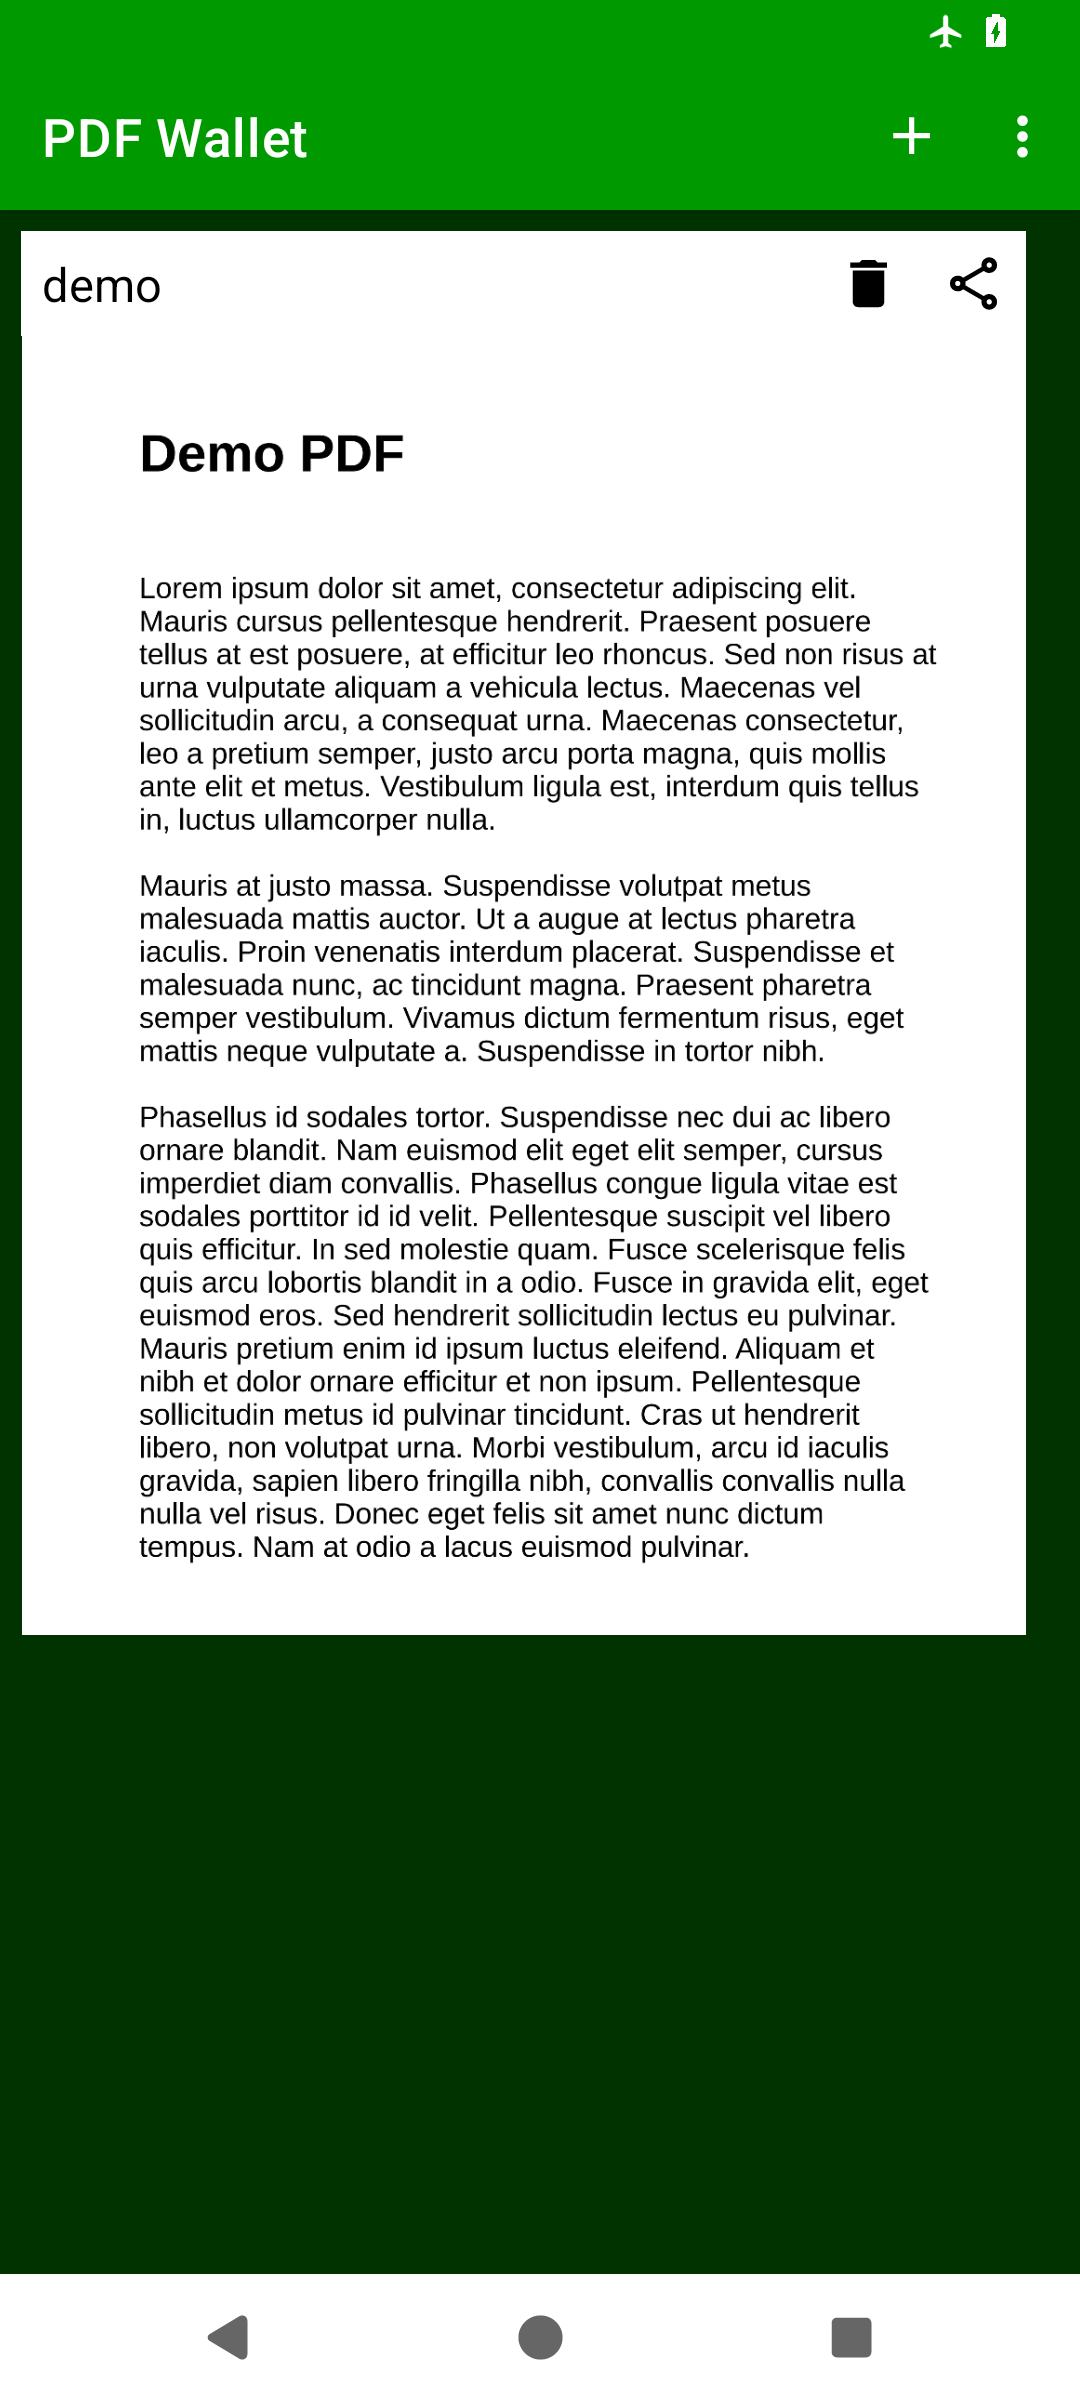 PDF Wallet
demo
Demo PDF
Lorem ipsum dolor sit amet, consectetur adipiscing elit.
Mauris cursus pellentesque hendrerit. Praesent posuere
tellus at est posuere, at efficitur leo rhoncus. Sed non risus at
urna vulputate aliquam a vehicula lectus. Maecenas vel
sollicitudin arcu, a consequat urna. Maecenas consectetur,
leo a pretium semper, justo arcu porta magna, quis mollis
ante elit et metus. Vestibulum ligula est, interdum quis tellus
in, luctus ullamcorper nulla.
Mauris at justo massa. Suspendisse volutpat metus
malesuada mattis auctor. Ut a augue at lectus pharetra
iaculis. Proin venenatis interdum placerat. Suspendisse et
malesuada nunc, ac tincidunt magna. Praesent pharetra
semper vestibulum. Vivamus dictum fermentum risus, eget
mattis neque vulputate a. Suspendisse in tortor nibh.
Phasellus id sodales tortor. Suspendisse nec dui ac libero
ornare blandit. Nam euismod elit eget elit semper, cursus
imperdiet diam convallis. Phasellus congue ligula vitae est
sodales porttitor id id velit. Pellentesque suscipit vel libero
quis efficitur. In sed molestie quam. Fusce scelerisque felis
quis arcu lobortis blandit in a odio. Fusce in gravida elit, eget
euismod eros. Sed hendrerit sollicitudin lectus eu pulvinar.
Mauris pretium enim id ipsum luctus eleifend. Aliquam et
nibh et dolor ornare efficitur et non ipsum. Pellentesque
sollicitudin metus id pulvinar tincidunt. Cras ut hendrerit
libero, non volutpat urna. Morbi vestibulum, arcu id iaculis
gravida, sapien libero fringilla nibh, convallis convallis nulla
nulla vel risus. Donec eget felis sit amet nunc dictum
tempus. Nam at odio a lacus euismod pulvinar.